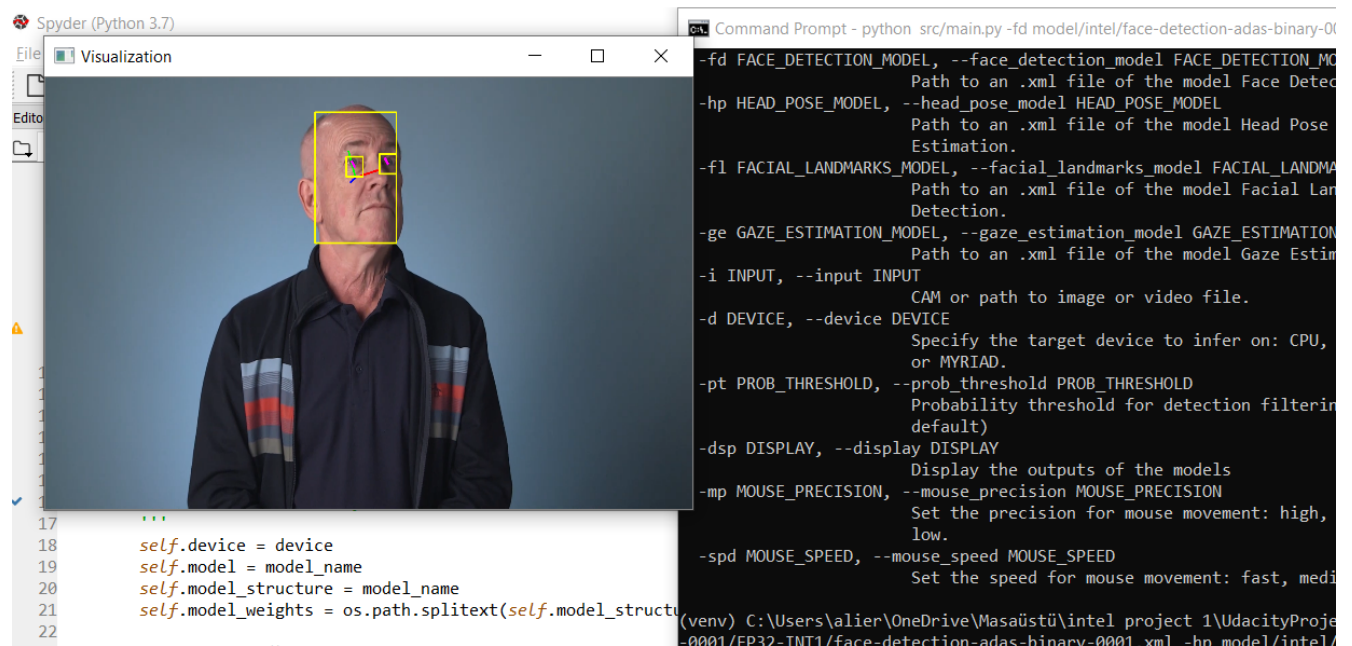 Spyder (Python 3.7)
File
Visualization
Edito
17 '''
18 self.device = device
19 self.model = model_name
20 self.model_structure = model_name
21 self.model_weights = os.path.splitext(self.model_structu
22
Command Prompt - python src/main.py -fd model/intel/face-detection-adas-binary-00
-fd FACE_DETECTION_MODEL, --face_detection_model FACE_DETECTION_MO
Path to an .xml file of the model Face Detec
-hp HEAD_POSE_MODEL, --head_pose_model HEAD_POSE_MODEL
Path to an .xml file of the model Head Pose
Estimation.
-fl FACIAL_LANDMARKS_MODEL, --facial_landmarks_model FACIAL_LANDMA
Path to an .xml file of the model Facial Lan
Detection.
-ge GAZE_ESTIMATION_MODEL, --gaze_estimation_model GAZE_ESTIMATION
Path to an .xml file of the model Gaze Estim
-i INPUT, --input INPUT
CAM or path to image or video file.
-d DEVICE, --device DEVICE
Specify the target device to infer on: CPU,
or MYRIAD.
-pt PROB_THRESHOLD, --prob_threshold PROB_THRESHOLD
Probability threshold for detection filterin
default)
-dsp DISPLAY, --display DISPLAY
Display the outputs of the models
-mp MOUSE_PRECISION, --mouse_precision MOUSE_PRECISION
Set the precision for mouse movement: high,
low.
-spd MOUSE_SPEED, --mouse_speed MOUSE_SPEED
Set the speed for mouse movement: fast, medi
(venv) C:\Users\alier\OneDrive\Masaüstü\intel project 1\UdacityProje
-0001/FP32-INT1/face-detection-adas-binary-0001.xml -hp model/intel/